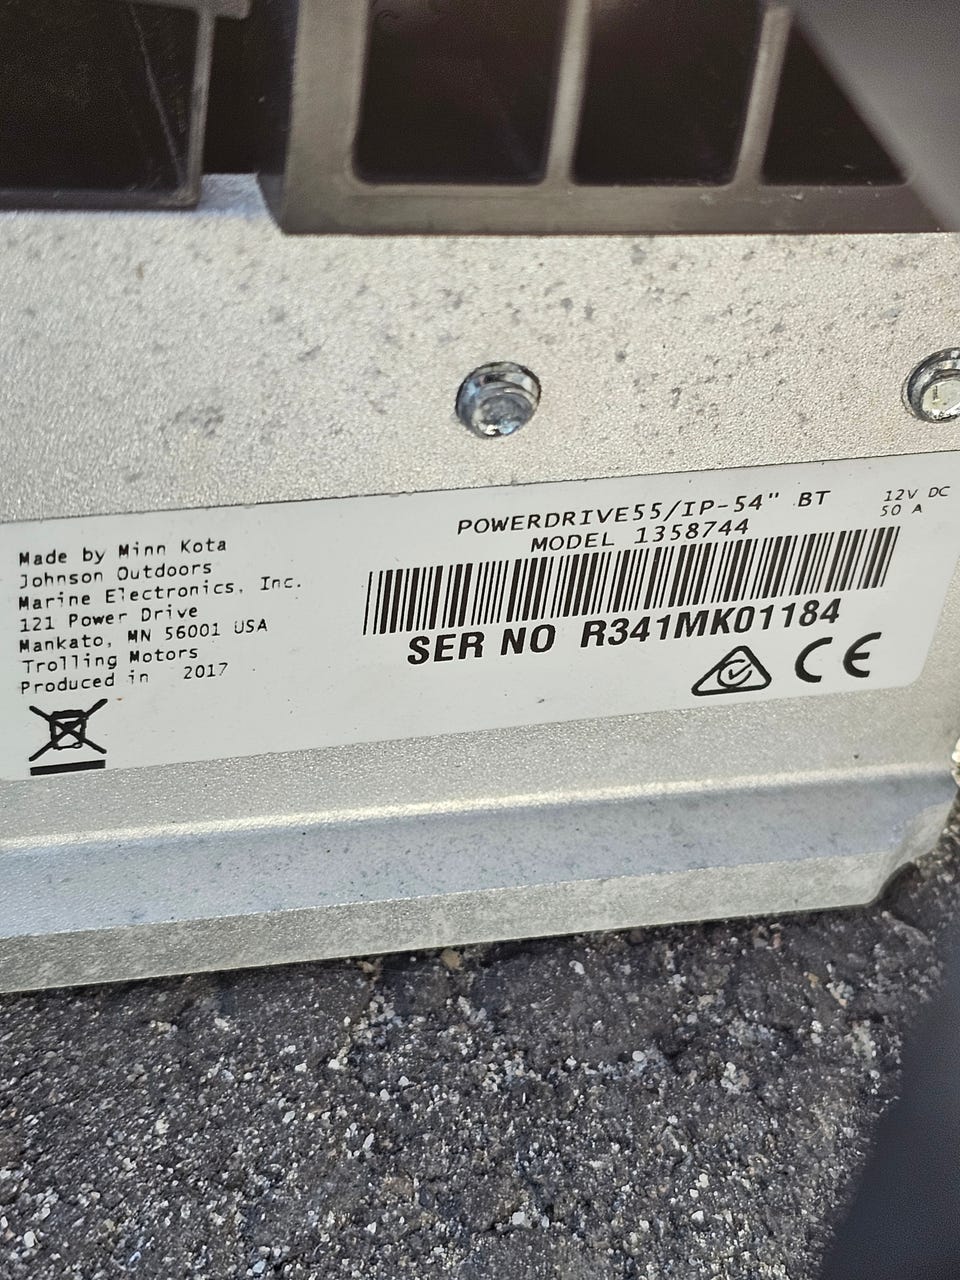 POWERDRIVE55/IP-54" BT
12V DC
50 A
MODEL 1358744
SER NO R341MK01184
Made by Minn Kota
Johnson Outdoors
Marine Electronics, Inc.
121 Power Drive
Mankato, MN 56001 USA
Trolling Motors
Produced in 2017
CE